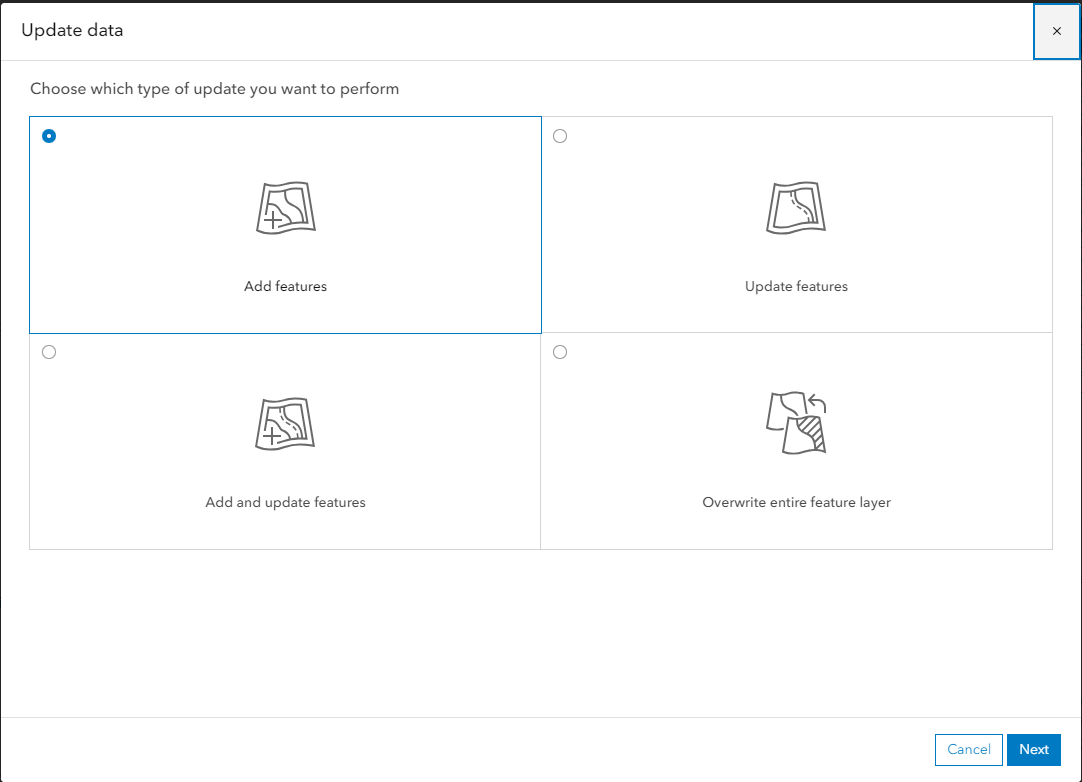 Update data
Choose which type of update you want to perform
Add features
Update features
Add and update features
Overwrite entire feature layer
Cancel
Next